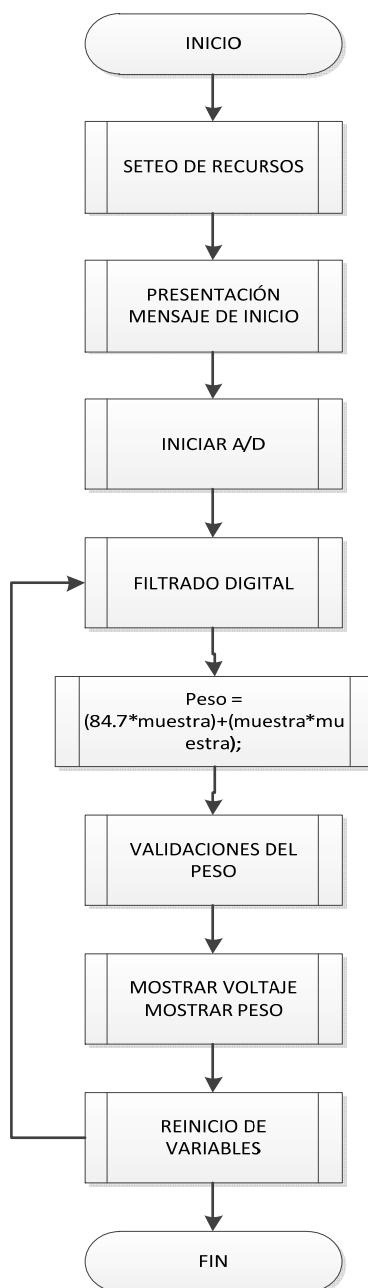 INICIO
SETEO DE RECURSOS
PRESENTACIÓN
MENSAJE DE INICIO
INICIAR A/D
FILTRADO DIGITAL
Peso =
(84.7*muestra)+(muestra*mu
estra);
VALIDACIONES DEL
PESO
MOSTRAR VOLTAJE
MOSTRAR PESO
REINICIO DE
VARIABLES
FIN